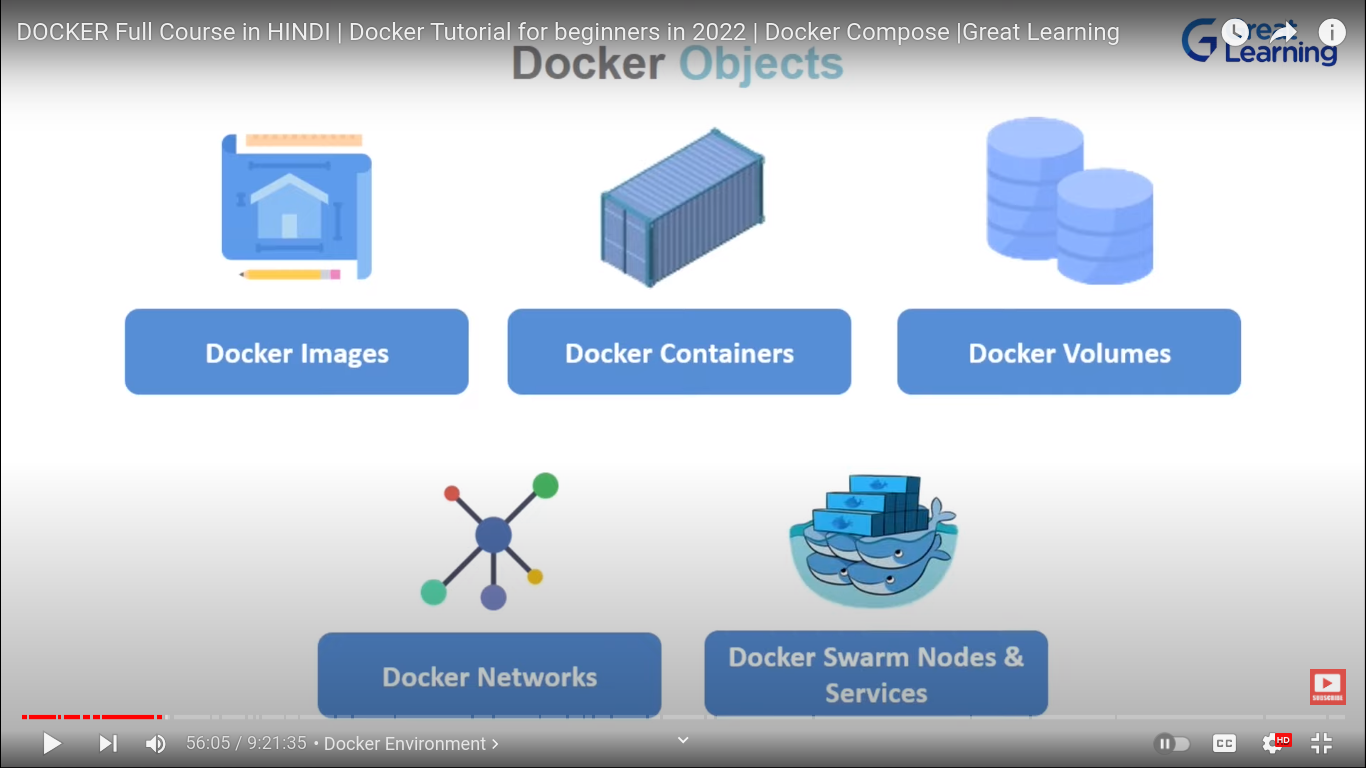 DOCKER Full Course in HINDI | Docker Tutorial for beginners in 2022 | Docker Compose |Great Learning
Great
Learning
Docker Objects
Docker Images
Docker Containers
Docker Volumes
Docker Networks
Docker Swarm Nodes &
Services
SUBSCRIBE
56:05 / 9:21:35 • Docker Environment
CC
HD